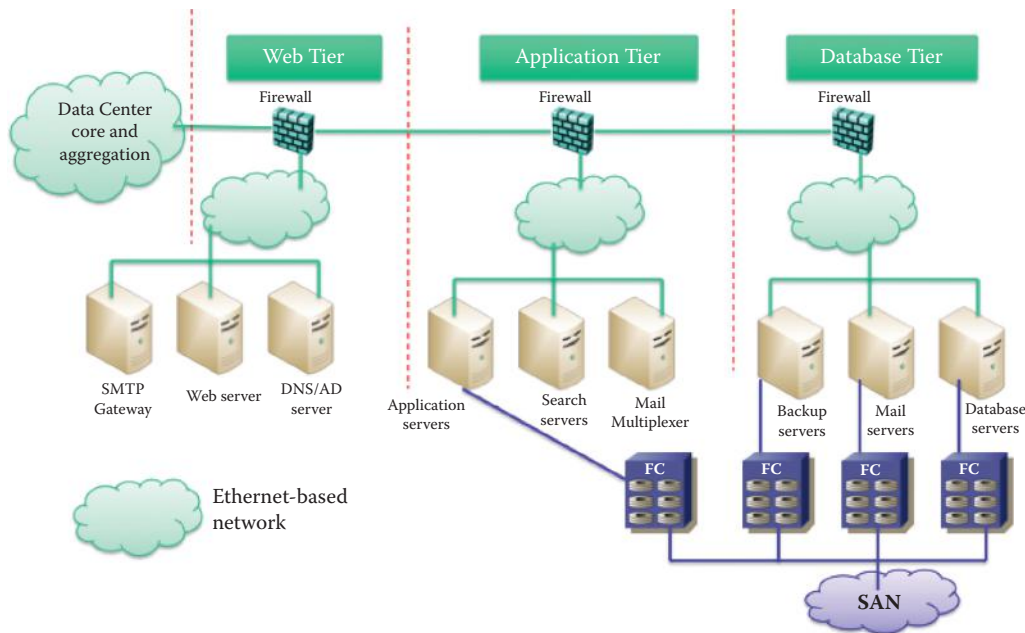 Web Tier
Application Tier
Database Tier
Firewall
Firewall
Firewall
Data Center
core and
aggregation
SMTP
Gateway
Web server
DNS/AD
server
Application
servers
Search
servers
Mail
Multiplexer
Backup
servers
Mail
servers
Database
servers
FC
FC
FC
FC
Ethernet-based
network
SAN